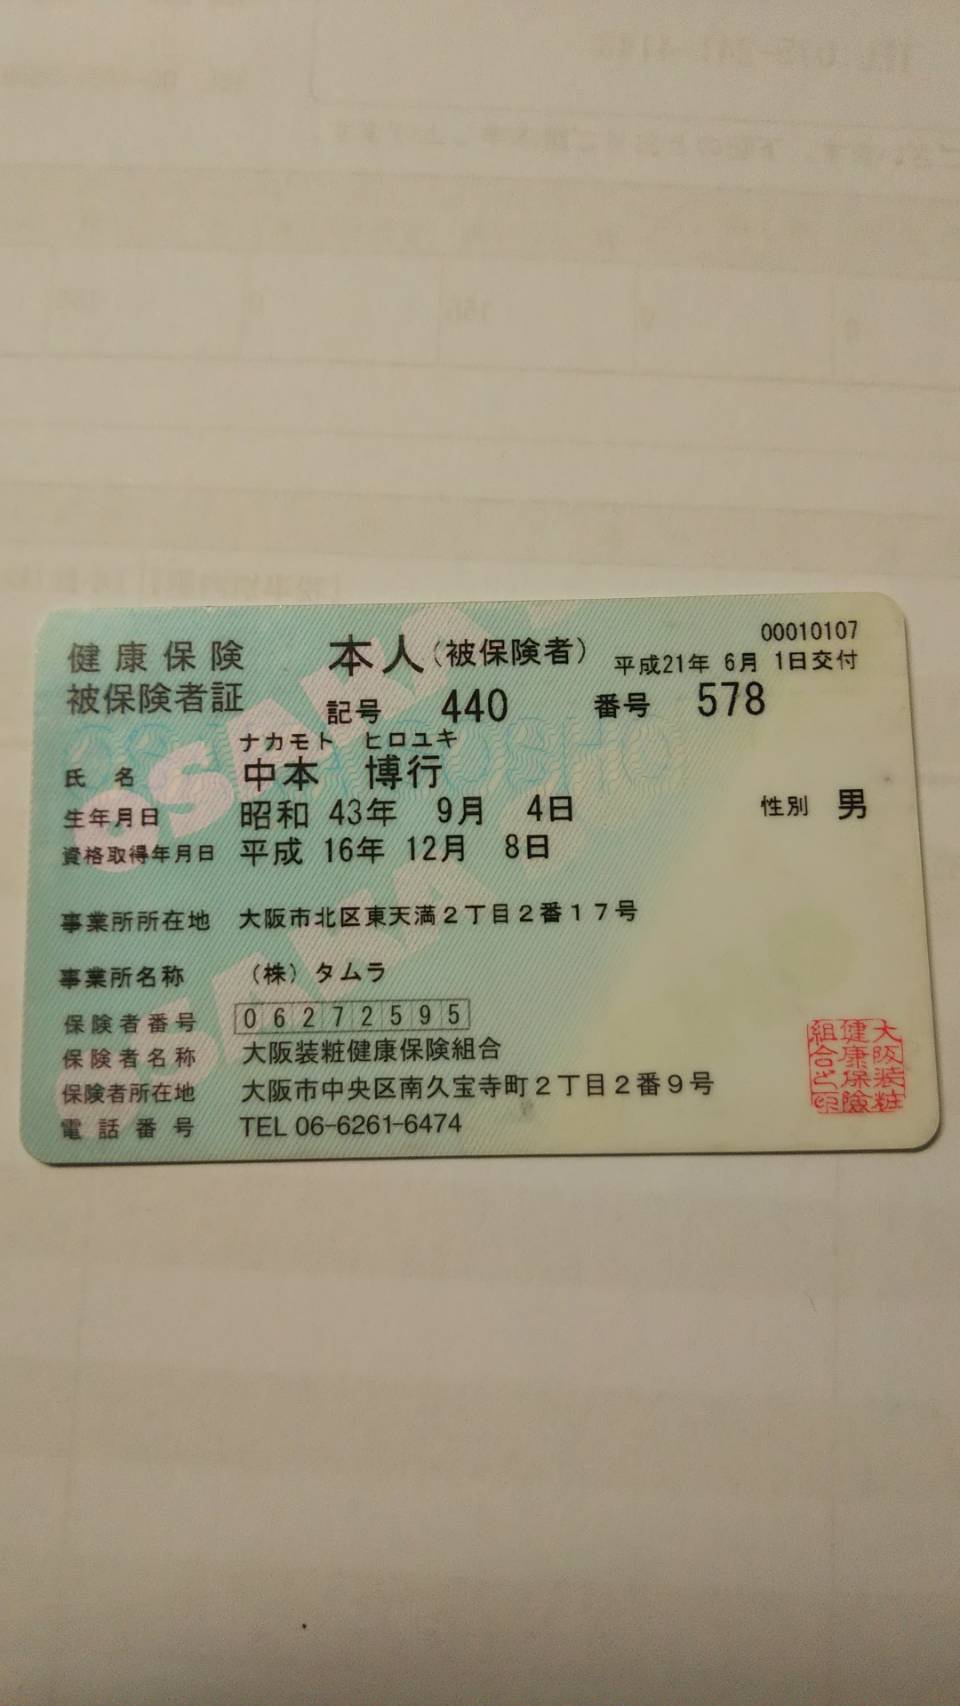 00010107
健康保険 本人(被保険者) 平成21年 6月 1日交付
被保険者証 記号 440 番号 578
ナカモト ヒロユキ
氏名 中本 博行
生年月日 昭和 43年 9月 4日 性別 男
資格取得年月日 平成 16年 12月 8日
事業所所在地 大阪市北区東天満2丁目2番17号
事業所名称 (株)タムラ
保険者番号 06272595
保険者名称 大阪装粧健康保険組合
保険者所在地 大阪市中央区南久宝寺町2丁目2番9号
電話番号 TEL 06-6261-6474
大阪装粧
健康保険
組合之印
OSAKA
OSAKA